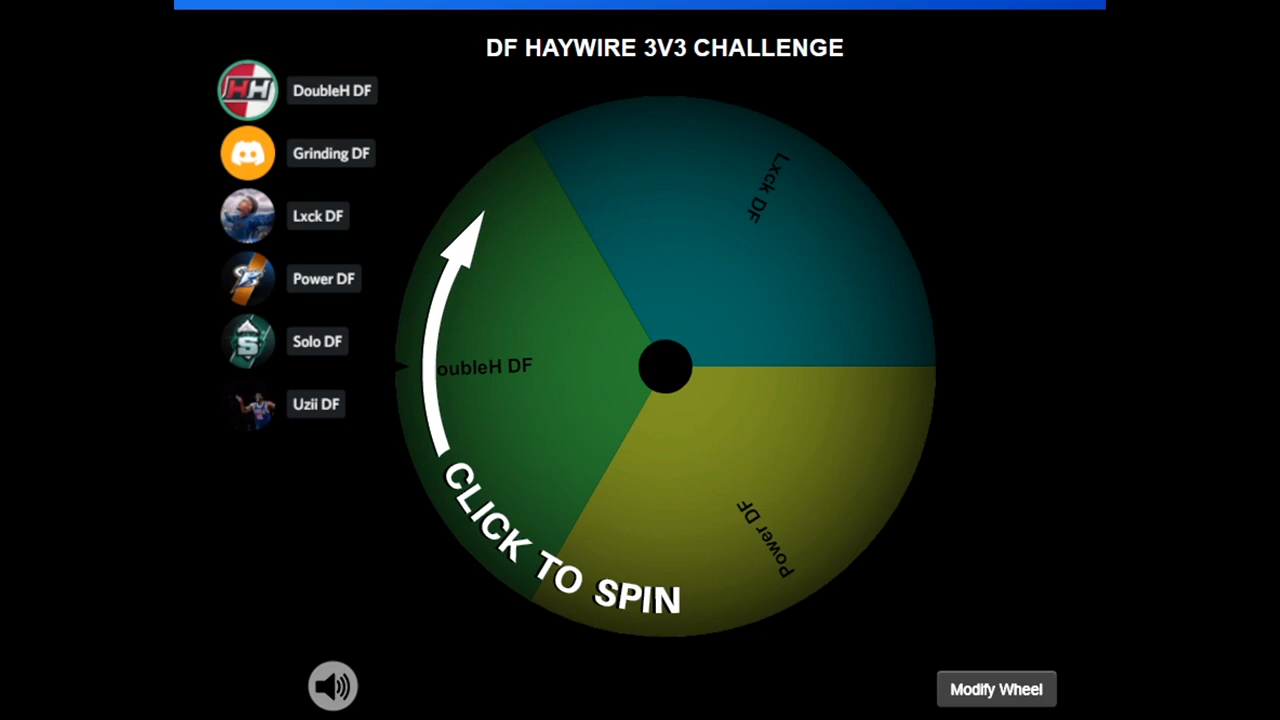 DF HAYWIRE 3V3 CHALLENGE
DoubleH DF
Grinding DF
Lxck DF
Power DF
Solo DF
Uzii DF
Lxck DF
oubleH DF
Power DF
CLICK TO SPIN
Modify Wheel